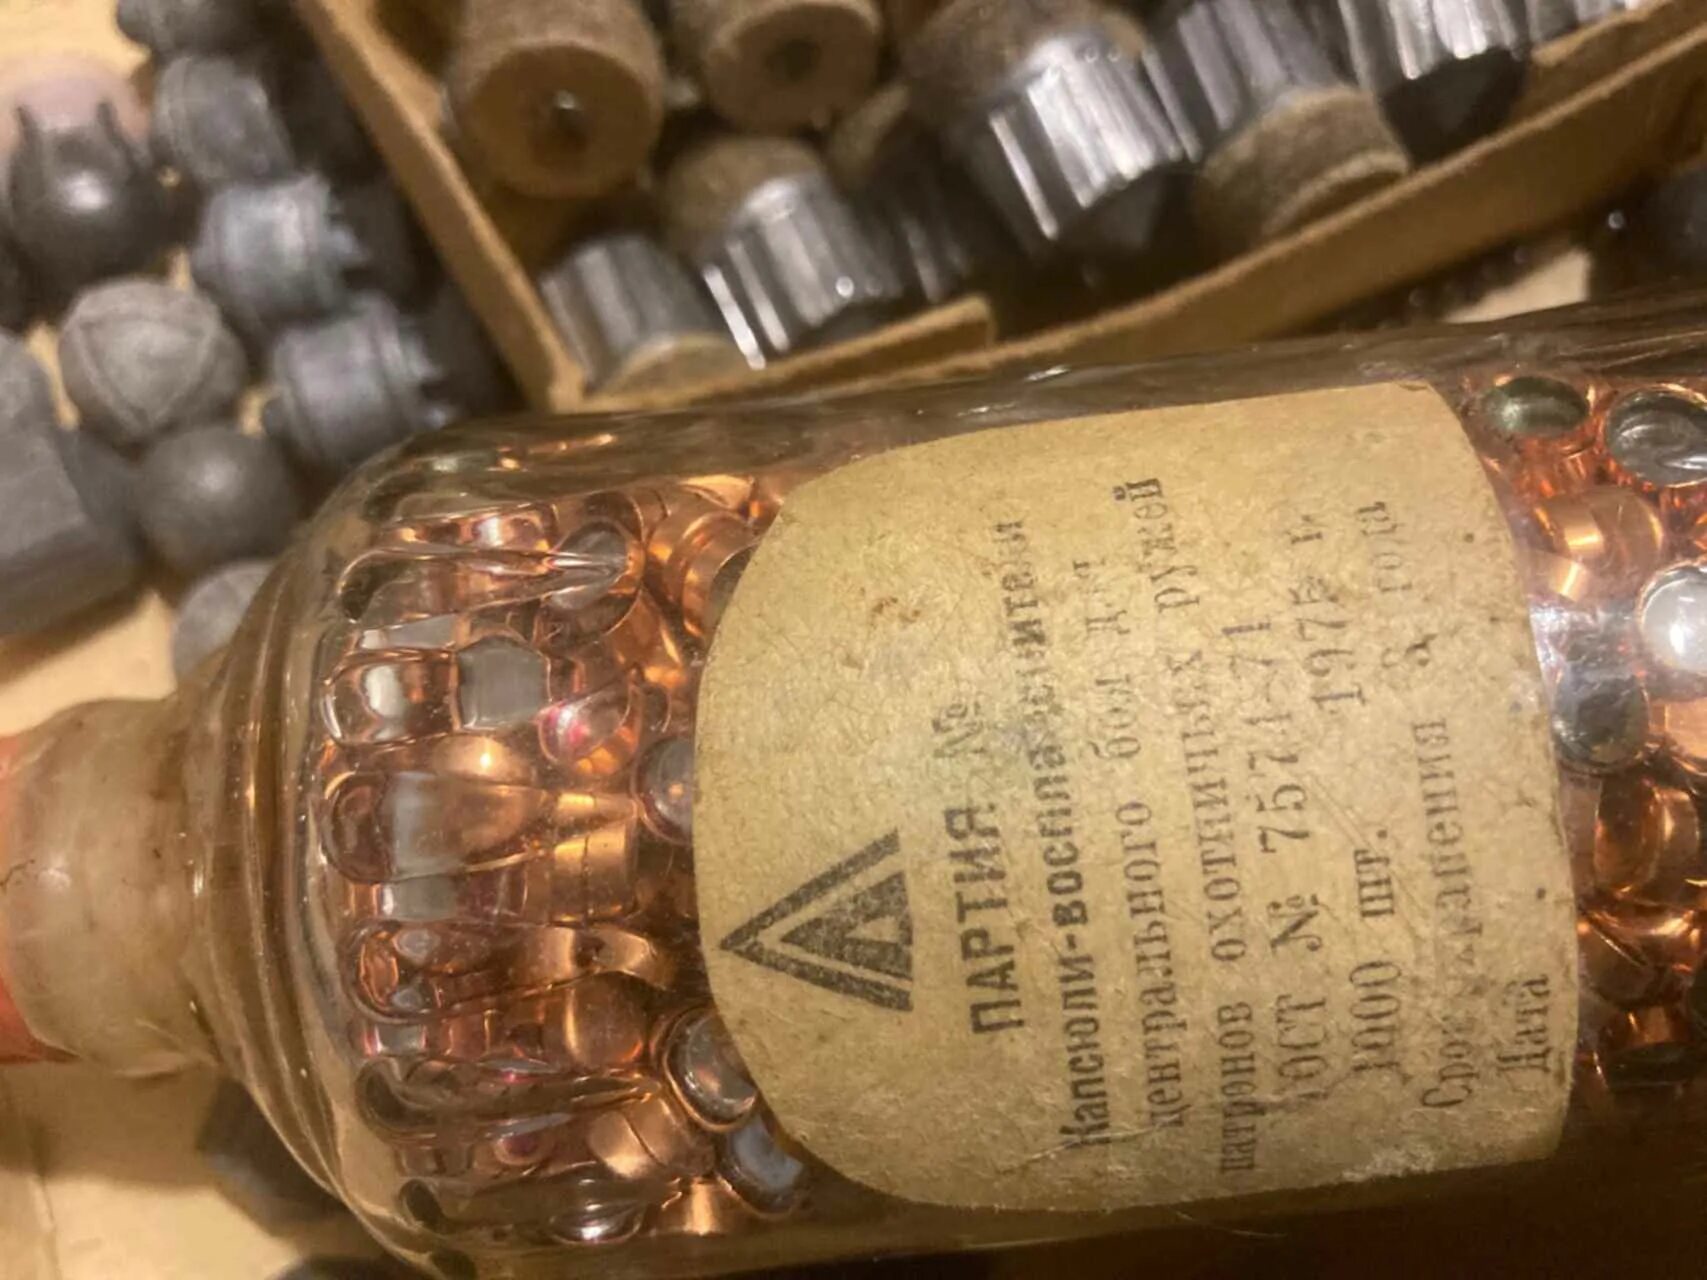 ПАРТИЯ №
Капсюли-воспламенители
центрального боя для
патронов охотничьих ружей
ГОСТ № 7574—71
1000 шт. 197
Срок хранения года
Дата